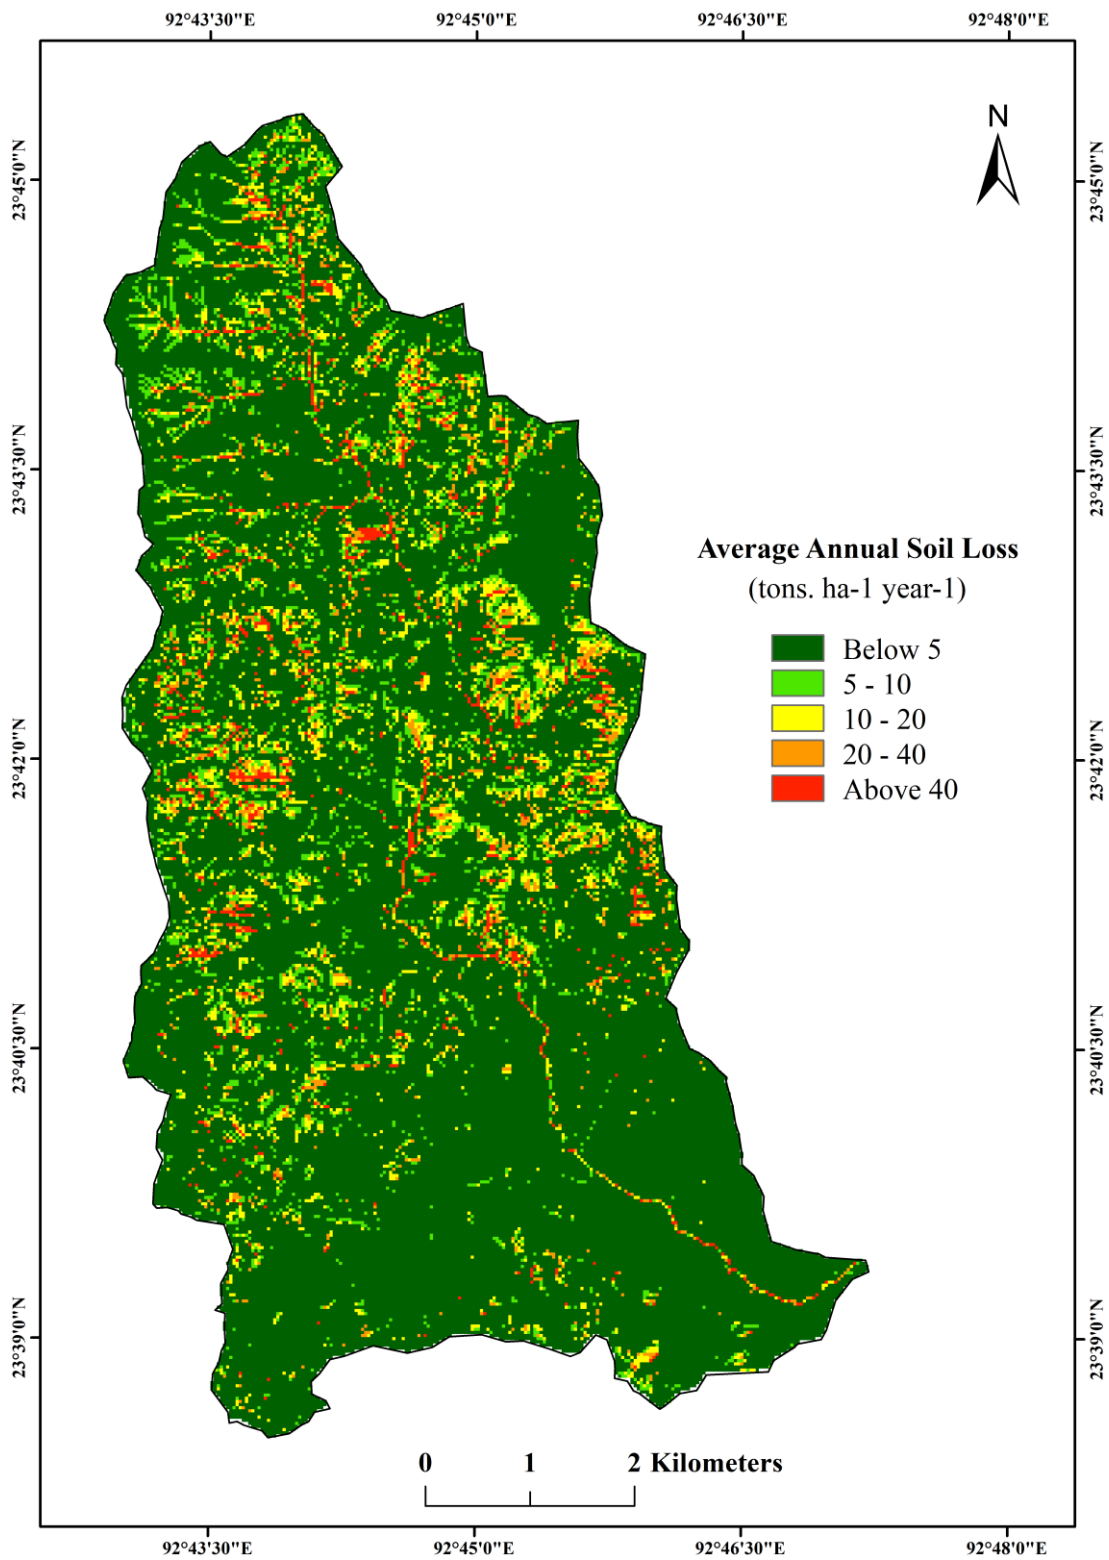 92°43'30"E 92°45'0"E 92°46'30"E 92°48'0"E
N
23°45'0"N 23°45'0"N
23°43'30"N 23°43'30"N
Average Annual Soil Loss
(tons. ha-1 year-1)
Below 5
5 - 10
10 - 20
20 - 40
Above 40
23°42'0"N 23°42'0"N
23°40'30"N 23°40'30"N
23°39'0"N 23°39'0"N
0 1 2 Kilometers
92°43'30"E 92°45'0"E 92°46'30"E 92°48'0"E